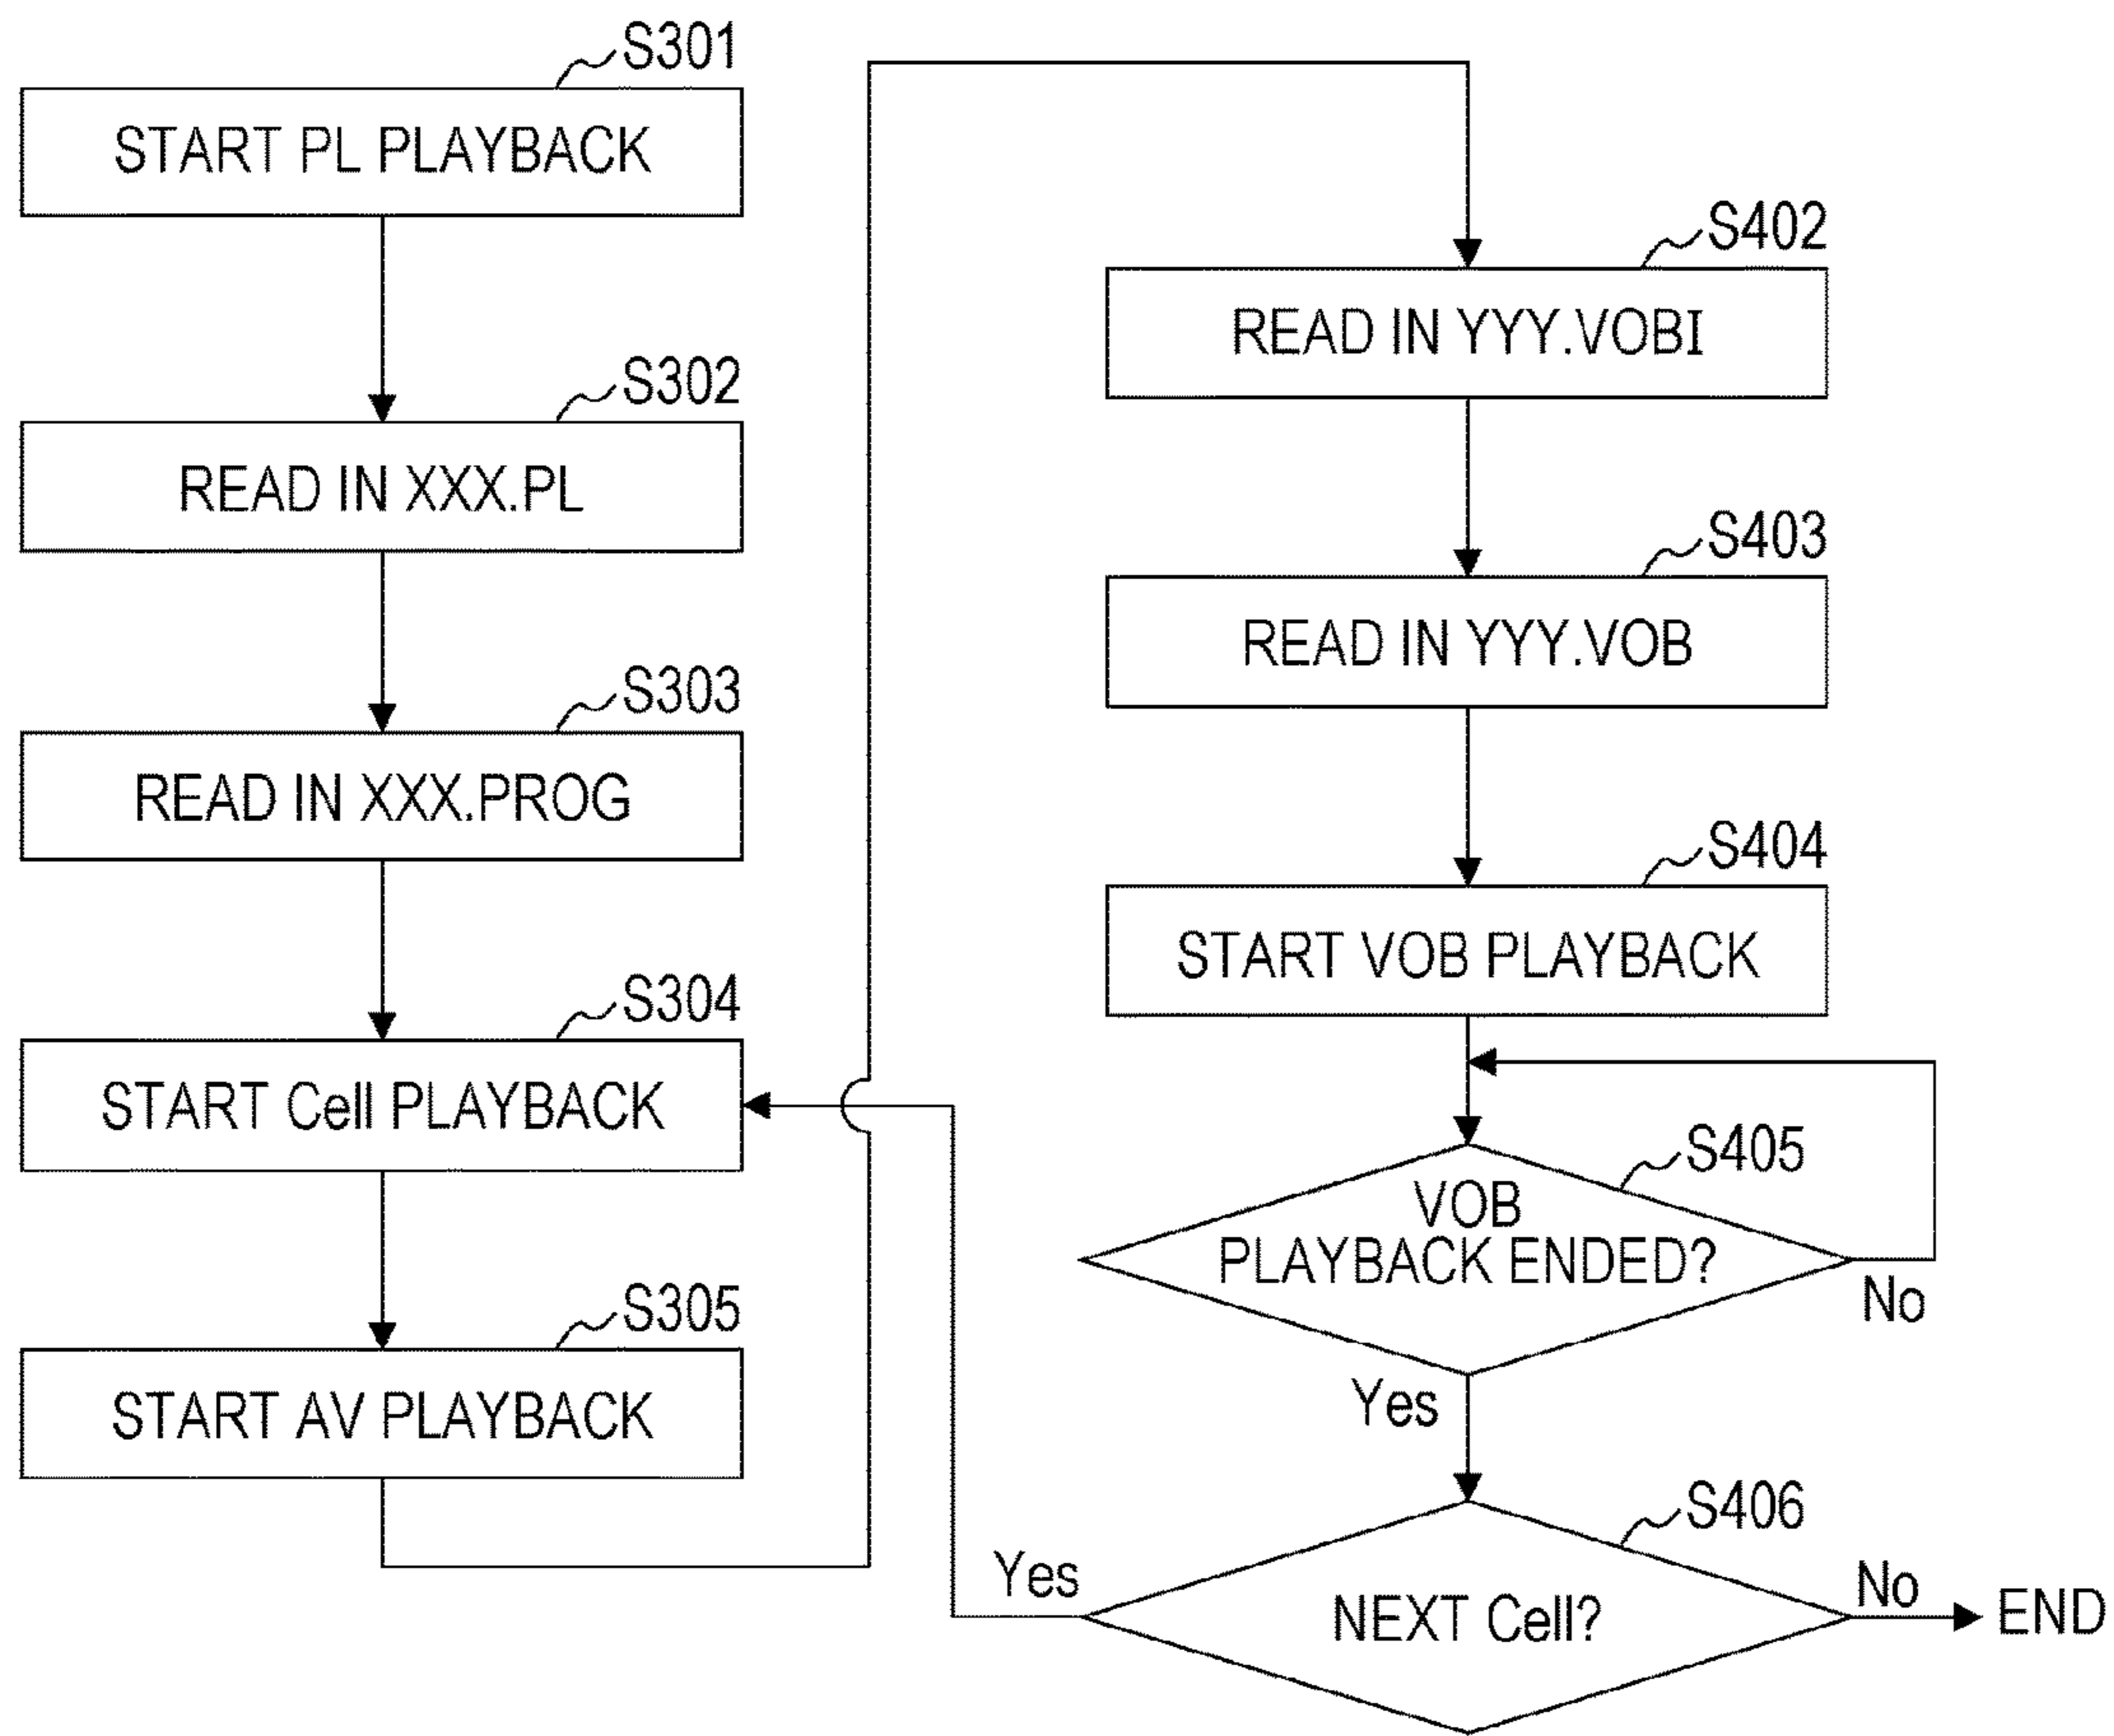 S301
START PL PLAYBACK
S302
READ IN XXX.PL
S303
READ IN XXX.PROG
S304
START Cell PLAYBACK
S305
START AV PLAYBACK
S402
READ IN YYY.VOBI
S403
READ IN YYY.VOB
S404
START VOB PLAYBACK
S405
VOB
PLAYBACK ENDED?
No
Yes
S406
NEXT Cell?
Yes
No
END